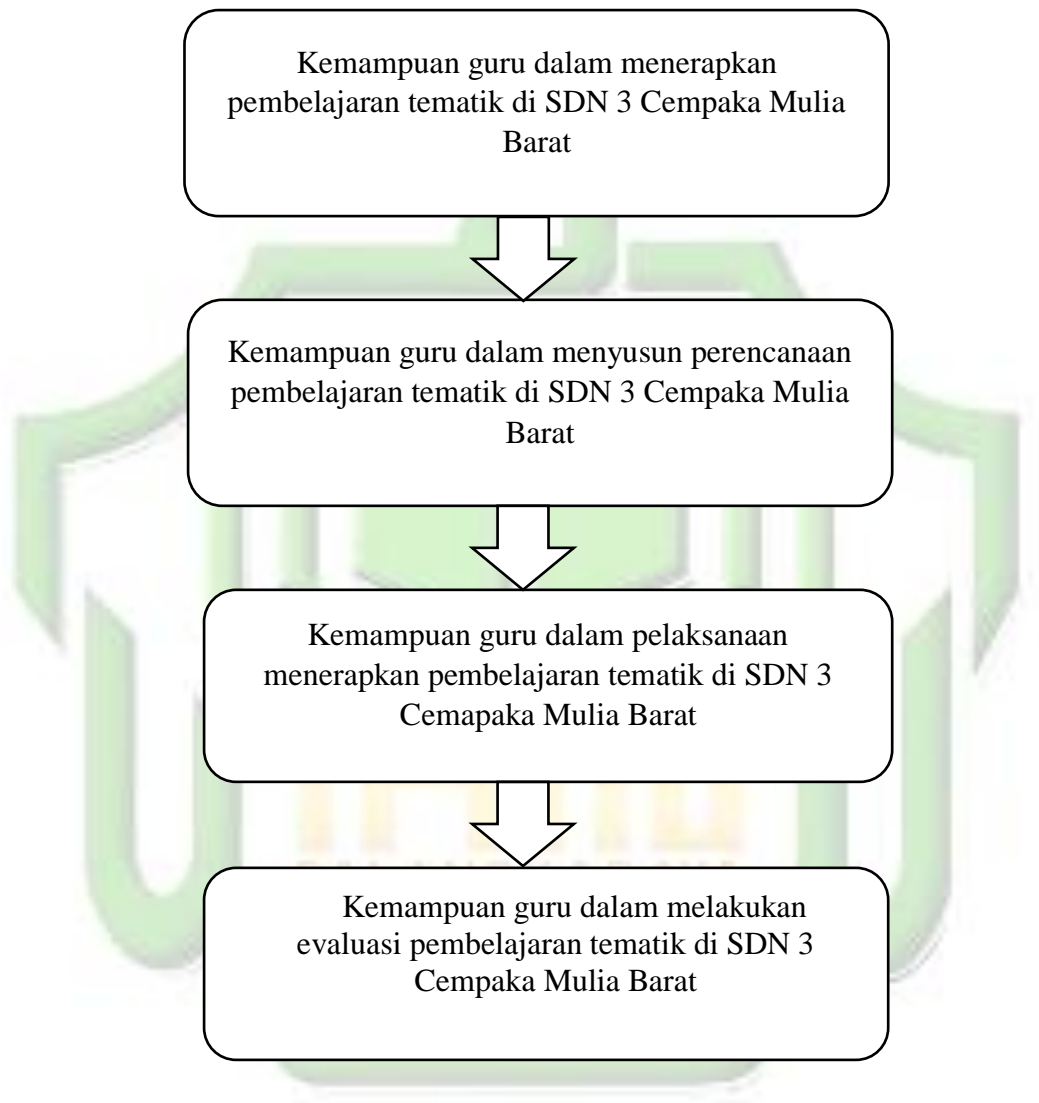 Kemampuan guru dalam menerapkan
pembelajaran tematik di SDN 3 Cempaka Mulia
Barat
Kemampuan guru dalam menyusun perencanaan
pembelajaran tematik di SDN 3 Cempaka Mulia
Barat
Kemampuan guru dalam pelaksanaan
menerapkan pembelajaran tematik di SDN 3
Cemapaka Mulia Barat
Kemampuan guru dalam melakukan
evaluasi pembelajaran tematik di SDN 3
Cempaka Mulia Barat